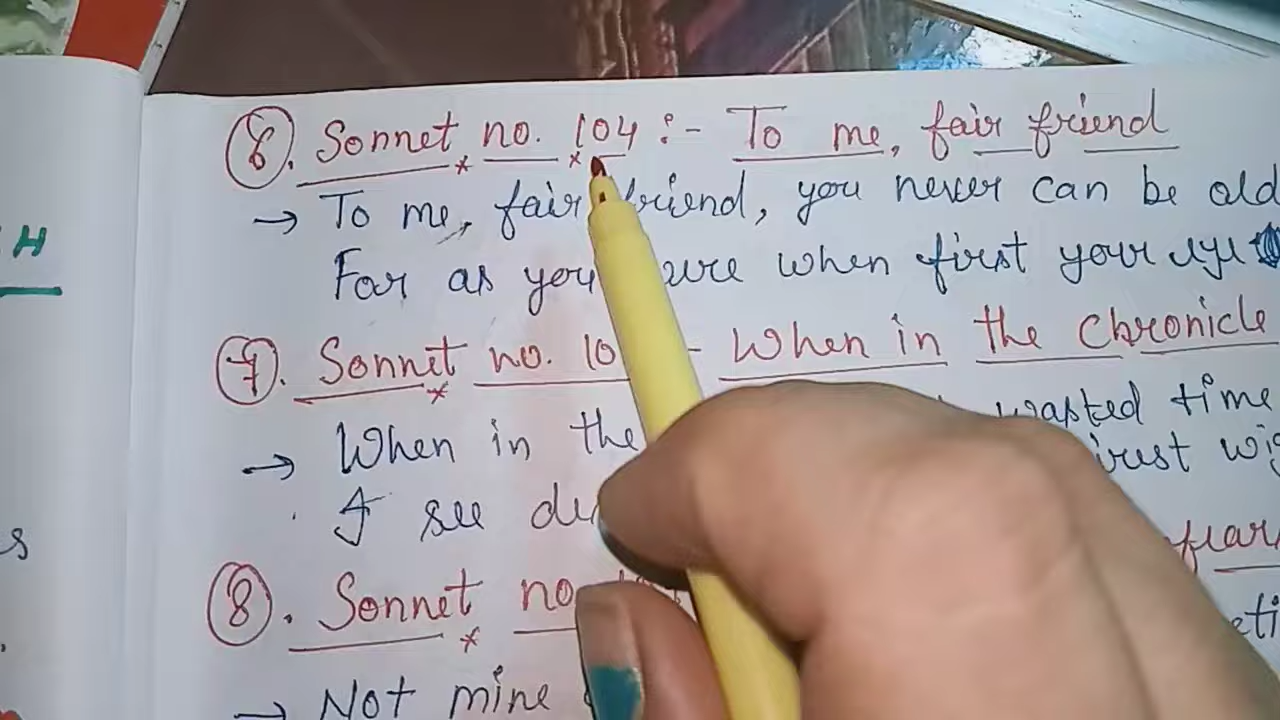 6. Sonnet no. 104 :- To me, fair friend
→ To me, fair friend, you never can be old
For as you were when first your eye
7. Sonnet no. 10 - When in the Chronicle
→ When in the wasted time
I see
8. Sonnet no.
→ Not mine
H
s